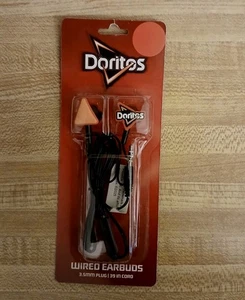 Doritos
Doritos
WIRED EARBUDS
3.5MM PLUG | 39 IN CORD